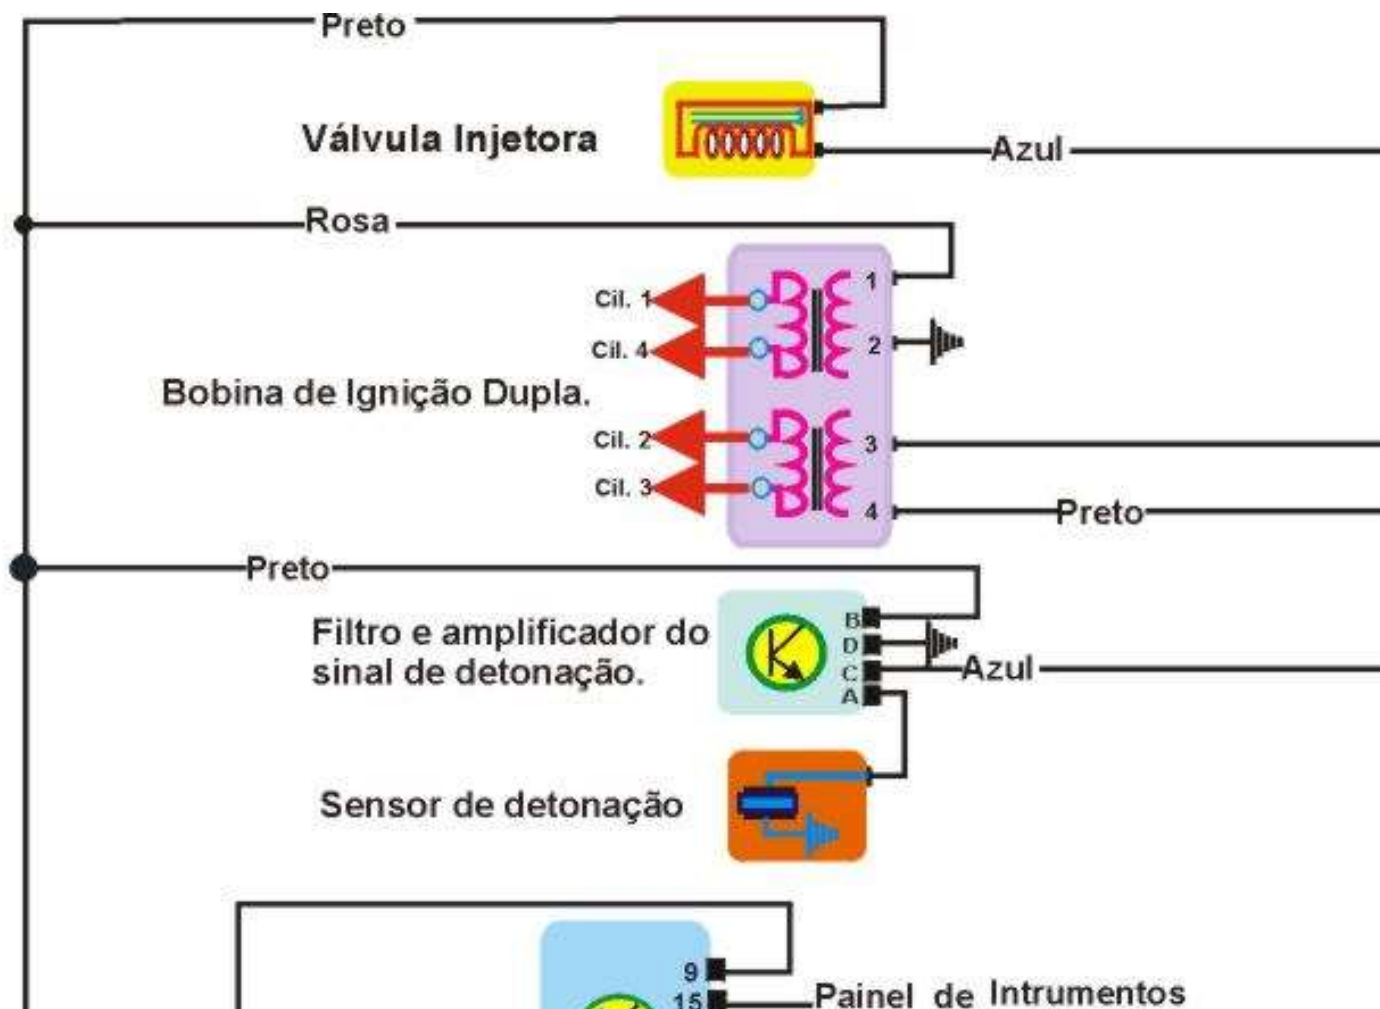 Preto
Válvula Injetora
Azul
Rosa
1
Cil. 1
2
Cil. 4
Bobina de Ignição Dupla.
Cil. 2
3
Cil. 3
4
Preto
Preto
Filtro e amplificador do
sinal de detonação.
B
D
C
A
Azul
Sensor de detonação
9
15
Painel de Intrumentos